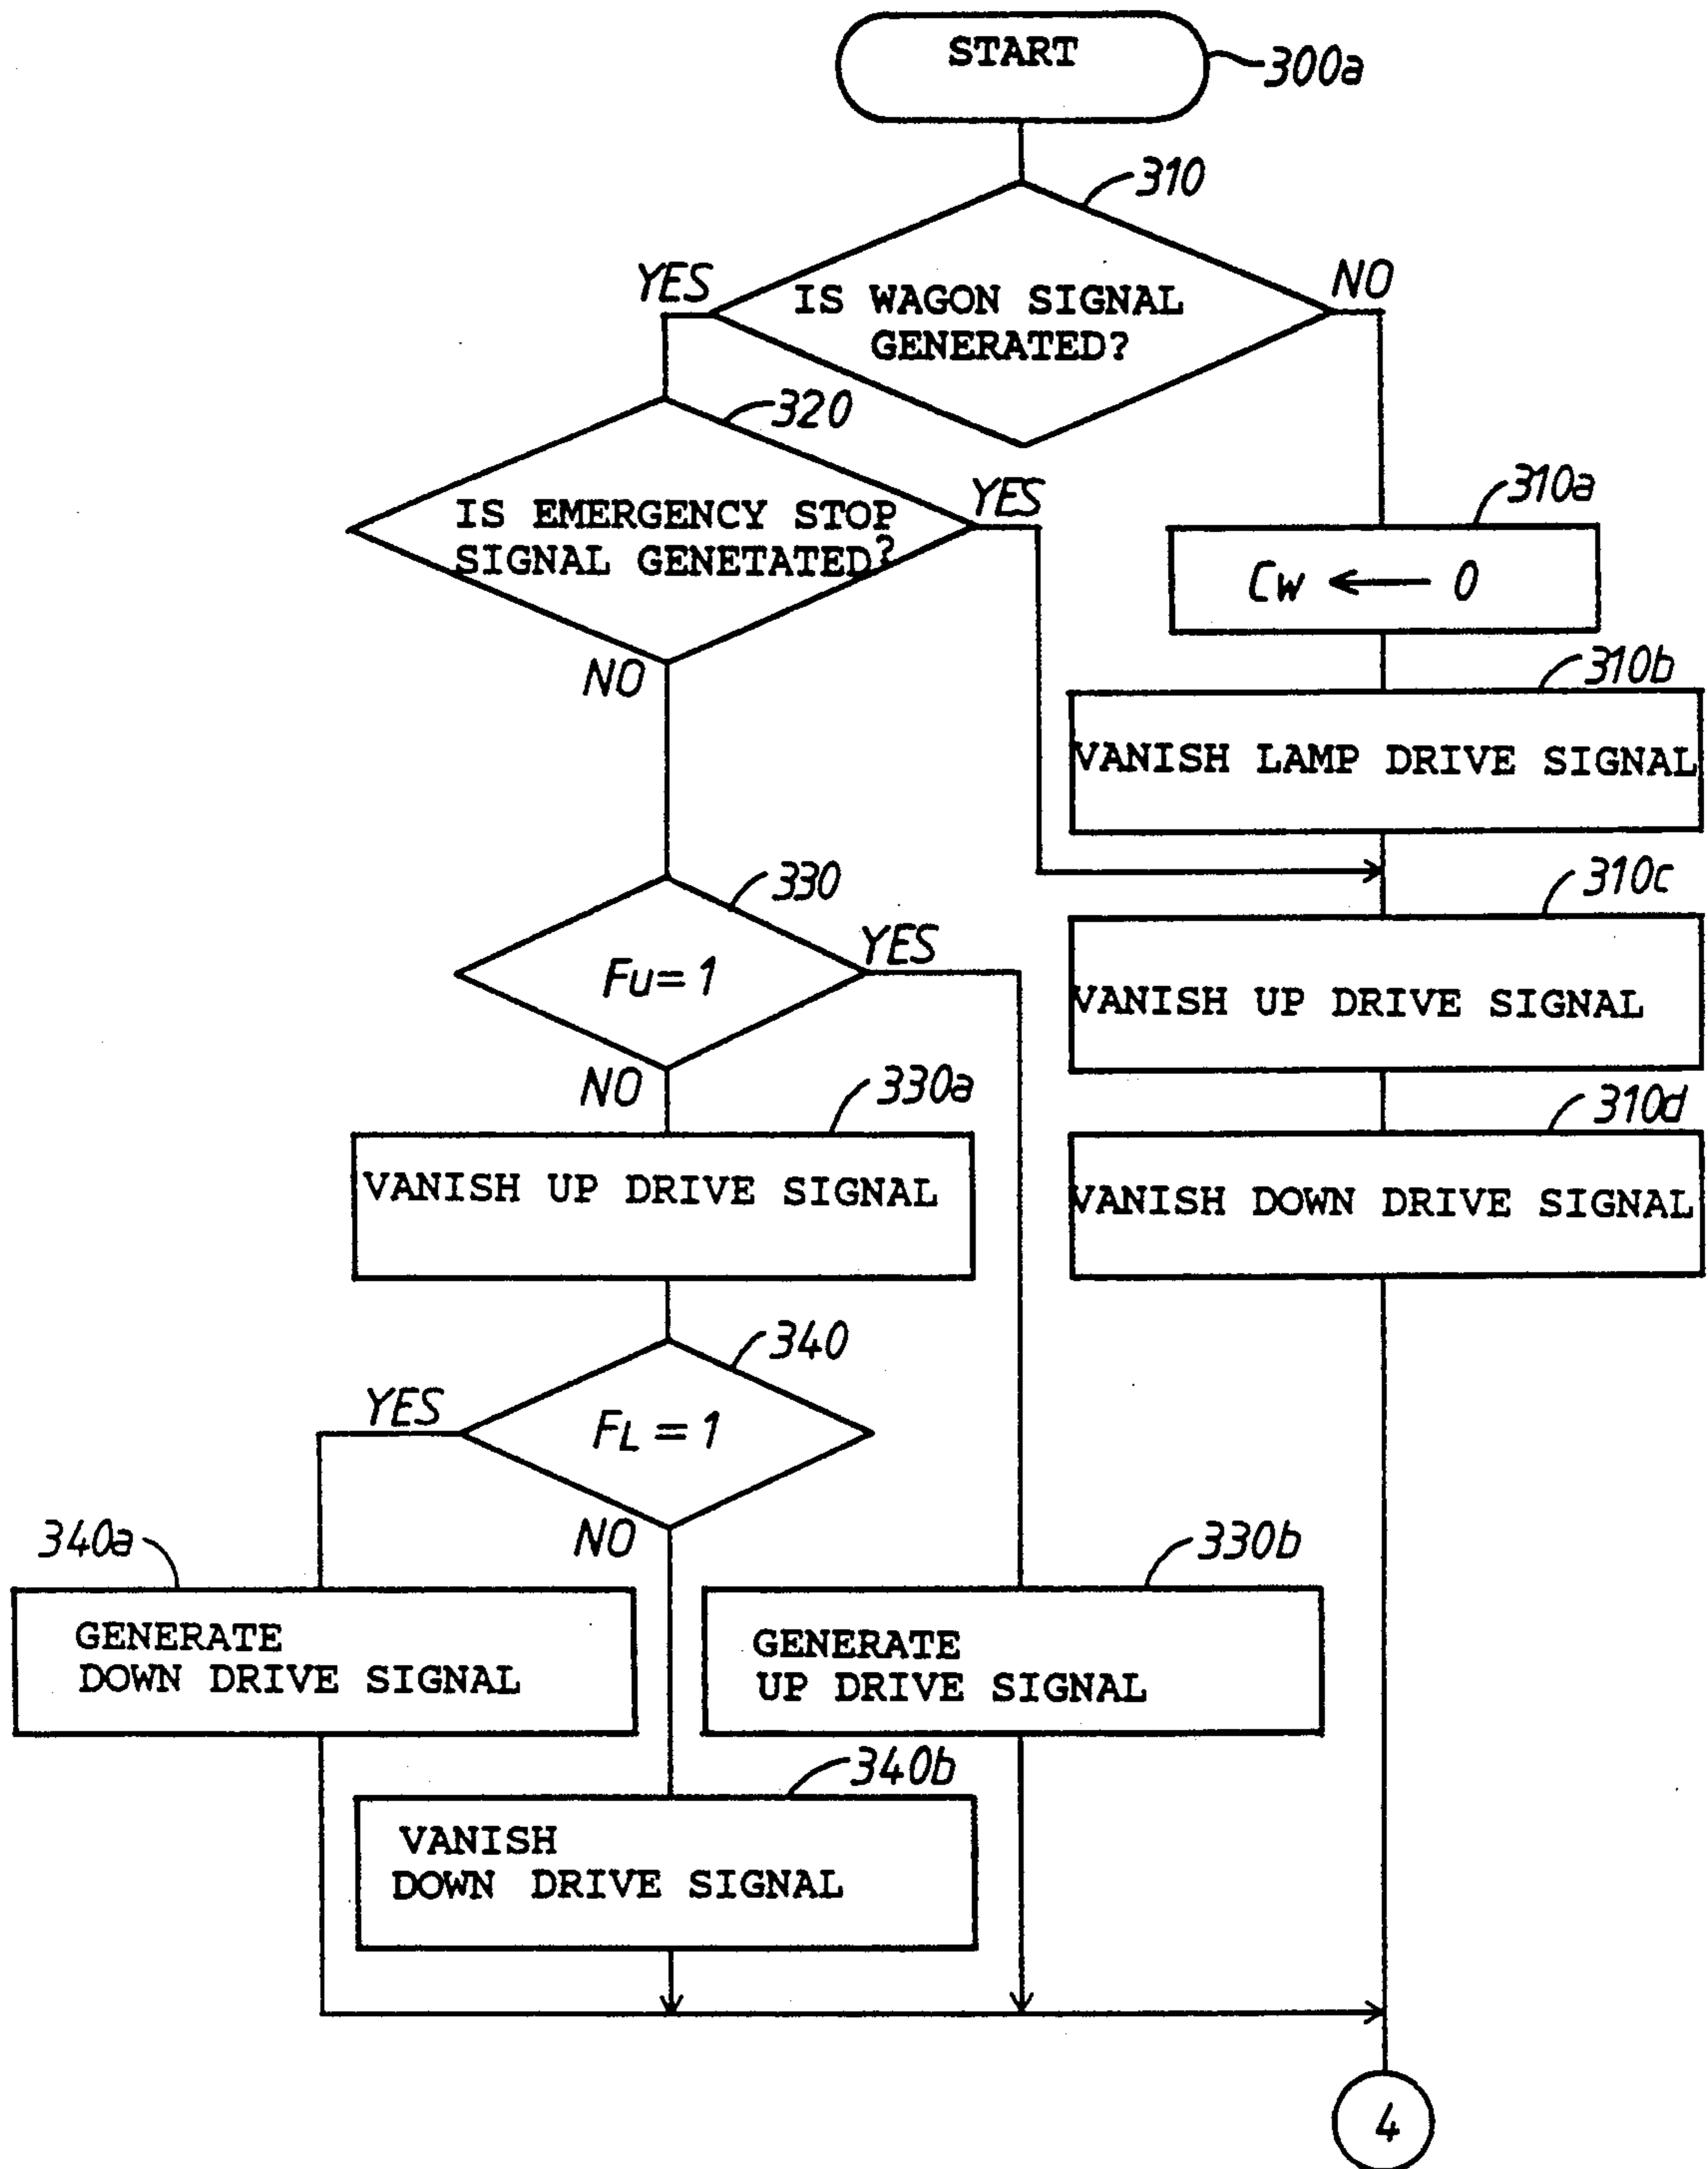 START
300a
310
YES
NO
IS WAGON SIGNAL
GENERATED?
320
310a
YES
IS EMERGENCY STOP
SIGNAL GENETATED?
Cw ← 0
NO
310b
VANISH LAMP DRIVE SIGNAL
330
310c
YES
Fu = 1
VANISH UP DRIVE SIGNAL
NO
330a
310d
VANISH UP DRIVE SIGNAL
VANISH DOWN DRIVE SIGNAL
340
YES
FL = 1
NO
340a
330b
GENERATE
DOWN DRIVE SIGNAL
GENERATE
UP DRIVE SIGNAL
340b
VANISH
DOWN DRIVE SIGNAL
4